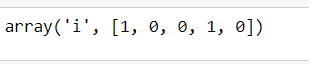 array('i', [1, 0, 0, 1, 0])